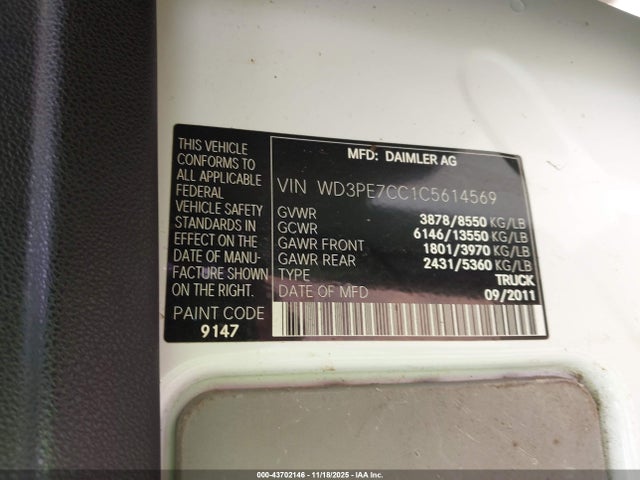 THIS VEHICLE
CONFORMS TO
ALL APPLICABLE
FEDERAL
VEHICLE SAFETY
STANDARDS IN
EFFECT ON THE
DATE OF MANU-
FACTURE SHOWN
ON THE RIGHT.
PAINT CODE
9147
MFD: DAIMLER AG
VIN WD3PE7CC1C5614569
GVWR 3878/8550 KG/LB
GCWR 6146/13550 KG/LB
GAWR FRONT 1801/3970 KG/LB
GAWR REAR 2431/5360 KG/LB
TYPE TRUCK
DATE OF MFD 09/2011
000-43702146 - 11/18/2025 - IAA Inc.